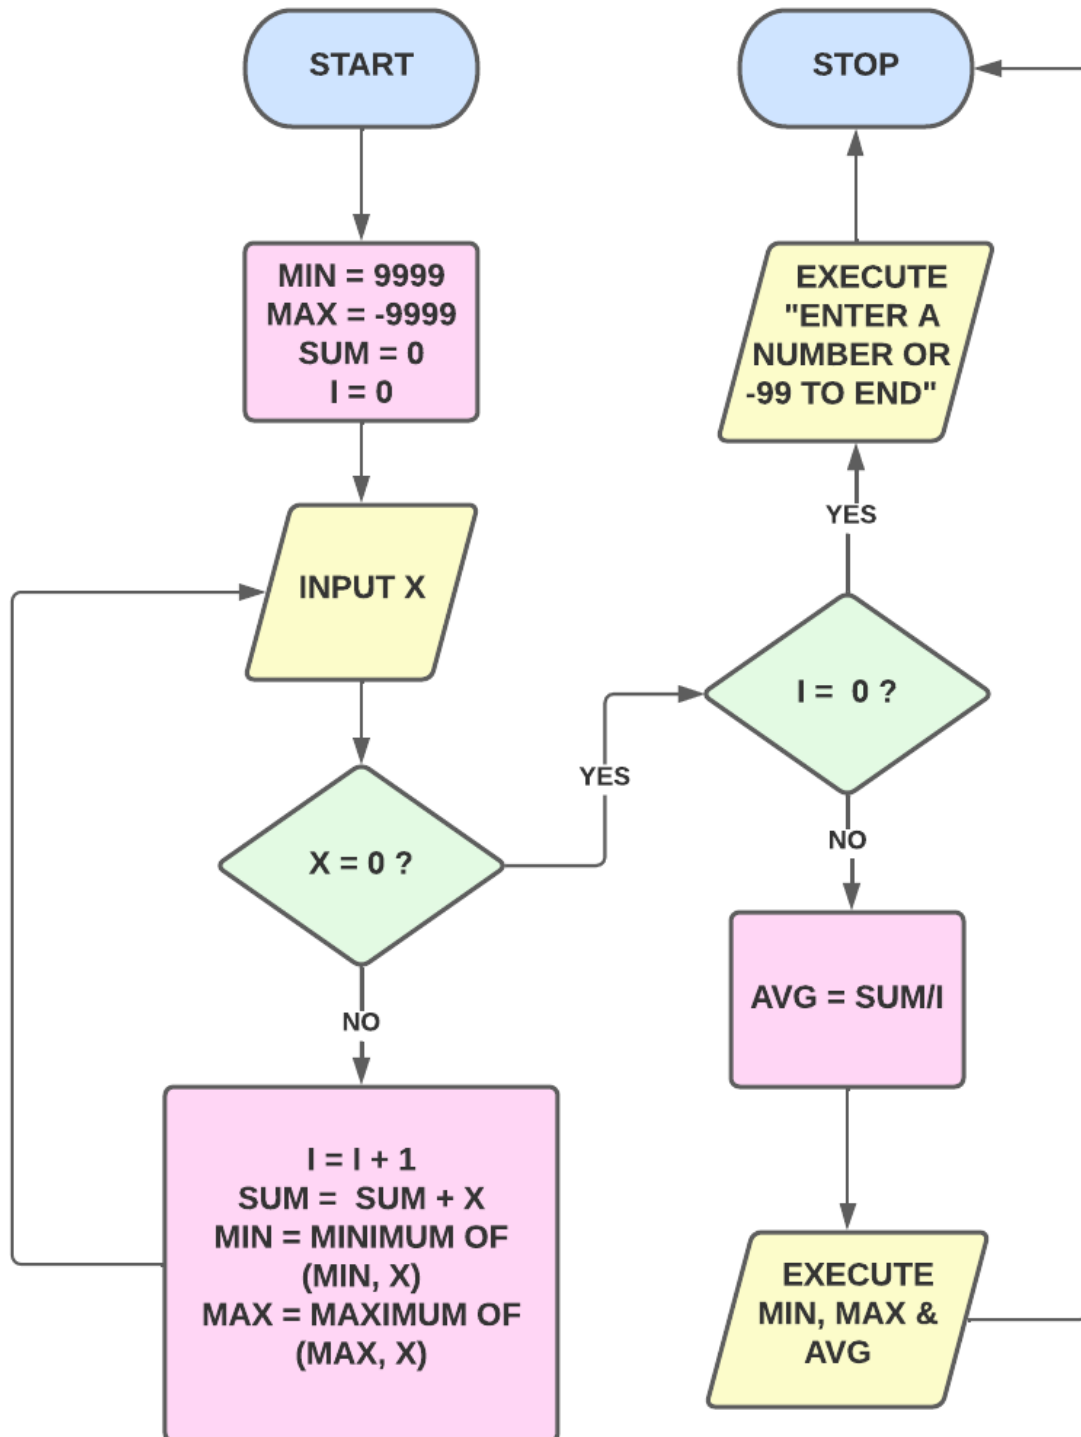 START
MIN = 9999
MAX = -9999
SUM = 0
I = 0
INPUT X
X = 0 ?
YES
NO
I = I + 1
SUM = SUM + X
MIN = MINIMUM OF
(MIN, X)
MAX = MAXIMUM OF
(MAX, X)
STOP
EXECUTE
"ENTER A
NUMBER OR
-99 TO END"
YES
I = 0 ?
NO
AVG = SUM/I
EXECUTE
MIN, MAX &
AVG